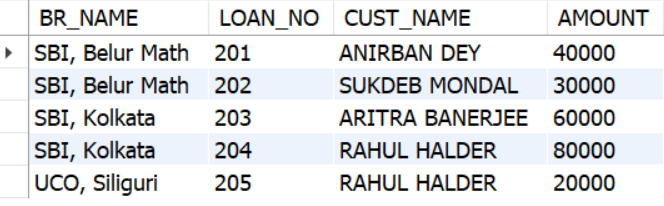 BR_NAME LOAN_NO CUST_NAME AMOUNT
SBI, Belur Math 201 ANIRBAN DEY 40000
SBI, Belur Math 202 SUKDEB MONDAL 30000
SBI, Kolkata 203 ARITRA BANERJEE 60000
SBI, Kolkata 204 RAHUL HALDER 80000
UCO, Siliguri 205 RAHUL HALDER 20000